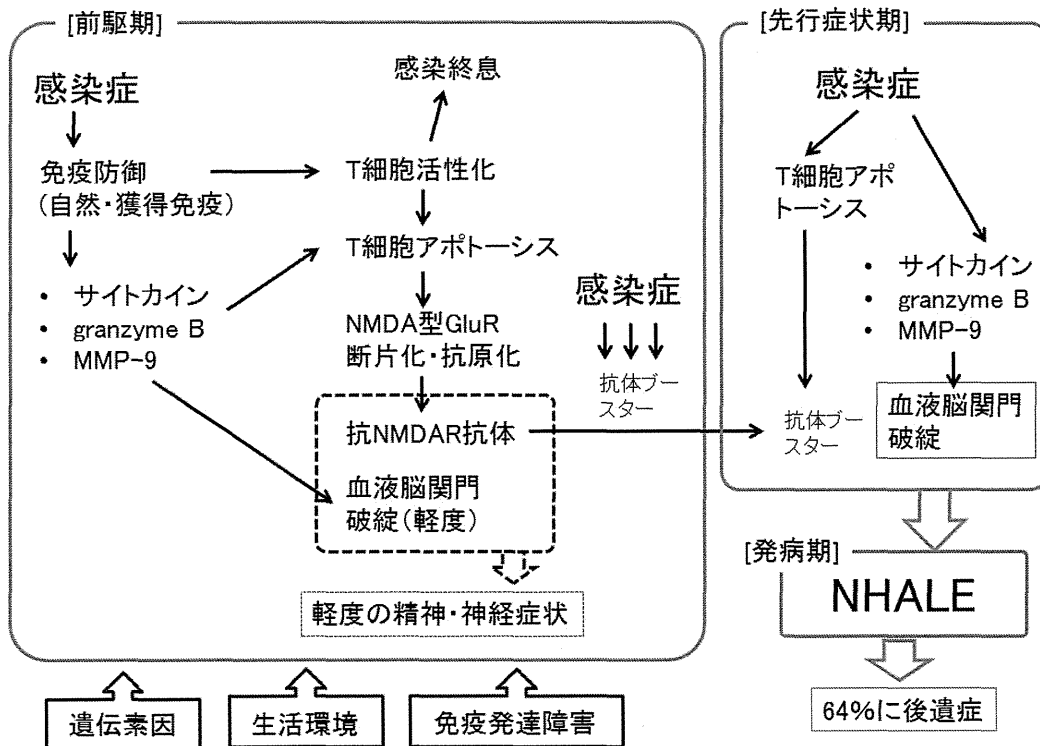 [前駆期]
感染症
免疫防御
(自然・獲得免疫)
• サイトカイン
• granzyme B
• MMP-9
感染終息
T細胞活性化
T細胞アポトーシス
NMDA型GluR
断片化・抗原化
抗NMDAR抗体
血液脳関門
破綻(軽度)
軽度の精神・神経症状
感染症
抗体ブー
スター
遺伝素因
生活環境
免疫発達障害
[先行症状期]
感染症
T細胞アポ
トーシス
• サイトカイン
• granzyme B
• MMP-9
抗体ブー
スター
血液脳関門
破綻
[発病期]
NHALE
64%に後遺症